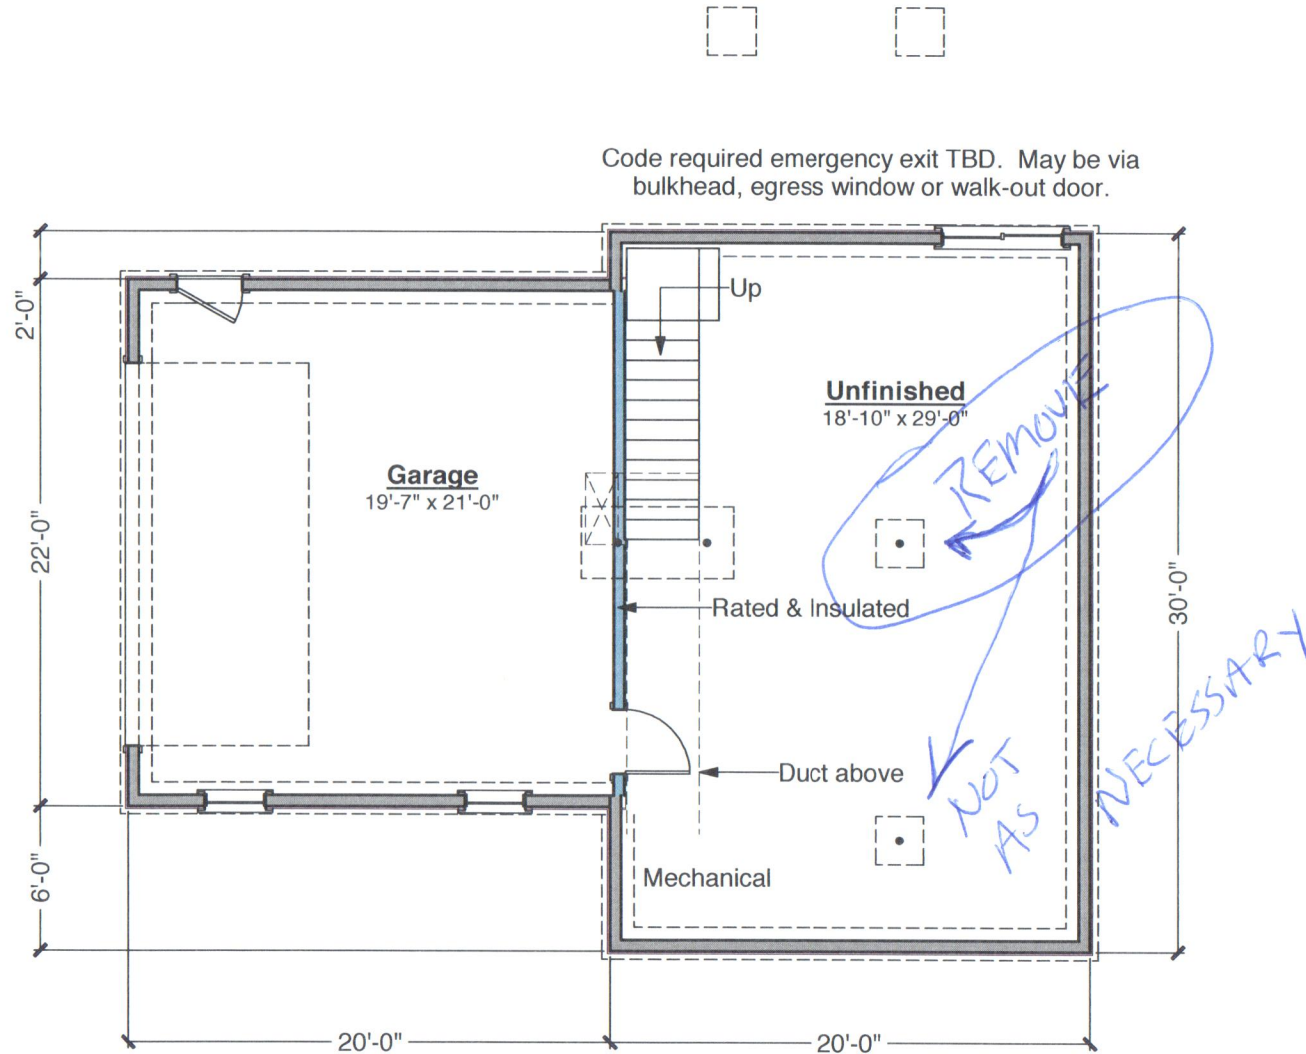 Code required emergency exit TBD.  May be via
bulkhead, egress window or walk-out door.
2'-0"
Up
Unfinished
18'-10" x 29'-0"
REMOVE
Garage
19'-7" x 21'-0"
22'-0"
30'-0"
Rated & Insulated
Duct above
NOT
AS
NECESSARY
6'-0"
Mechanical
20'-0"
20'-0"